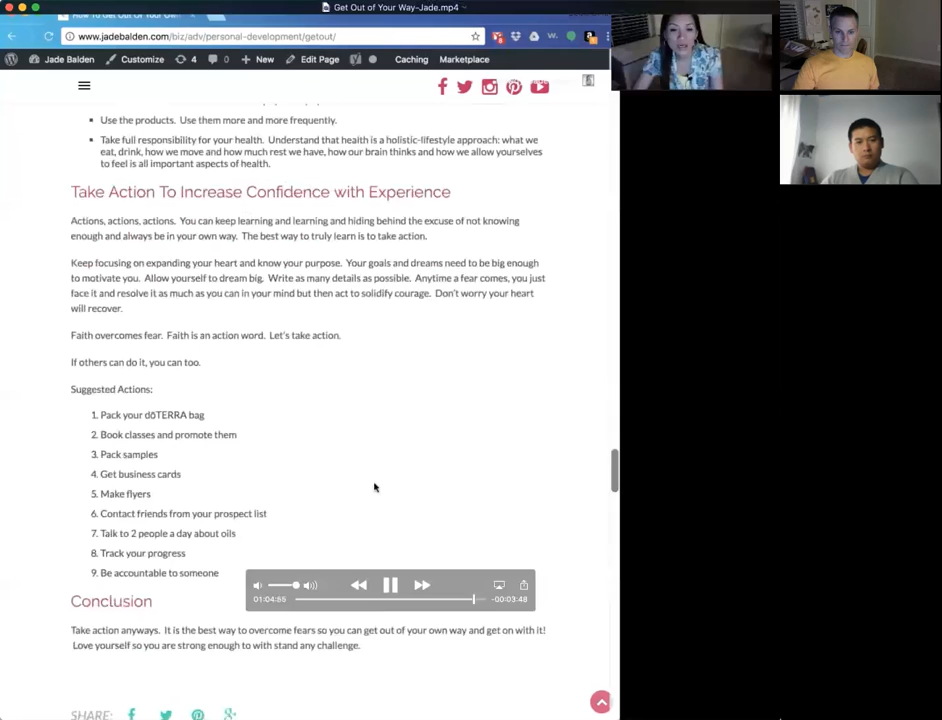 Get Out of Your Way-Jade.mp4
www.jadebalden.com/biz/adv/personal-development/getout/
Jade Balden Customize 4 0 New Edit Page Caching Marketplace
Use the products. Use them more and more frequently.
Take full responsibility for your health. Understand that health is a holistic-lifestyle approach: what we
eat, drink, how we move and how much rest we have, how our brain thinks and how we allow yourselves
to feel is all important aspects of health.
Take Action To Increase Confidence with Experience
Actions, actions, actions. You can keep learning and learning and hiding behind the excuse of not knowing
enough and always be in your own way. The best way to truly learn is to take action.
Keep focusing on expanding your heart and know your purpose. Your goals and dreams need to be big enough
to motivate you. Allow yourself to dream big. Write as many details as possible. Anytime a fear comes, you just
face it and resolve it as much as you can in your mind but then act to solidify courage. Don't worry your heart
will recover.
Faith overcomes fear. Faith is an action word. Let's take action.
If others can do it, you can too.
Suggested Actions:
1. Pack your dōTERRA bag
2. Book classes and promote them
3. Pack samples
4. Get business cards
5. Make flyers
6. Contact friends from your prospect list
7. Talk to 2 people a day about oils
8. Track your progress
9. Be accountable to someone
01:04:55 -00:03:48
Conclusion
Take action anyways. It is the best way to overcome fears so you can get out of your own way and get on with it!
Love yourself so you are strong enough to with stand any challenge.
SHARE: